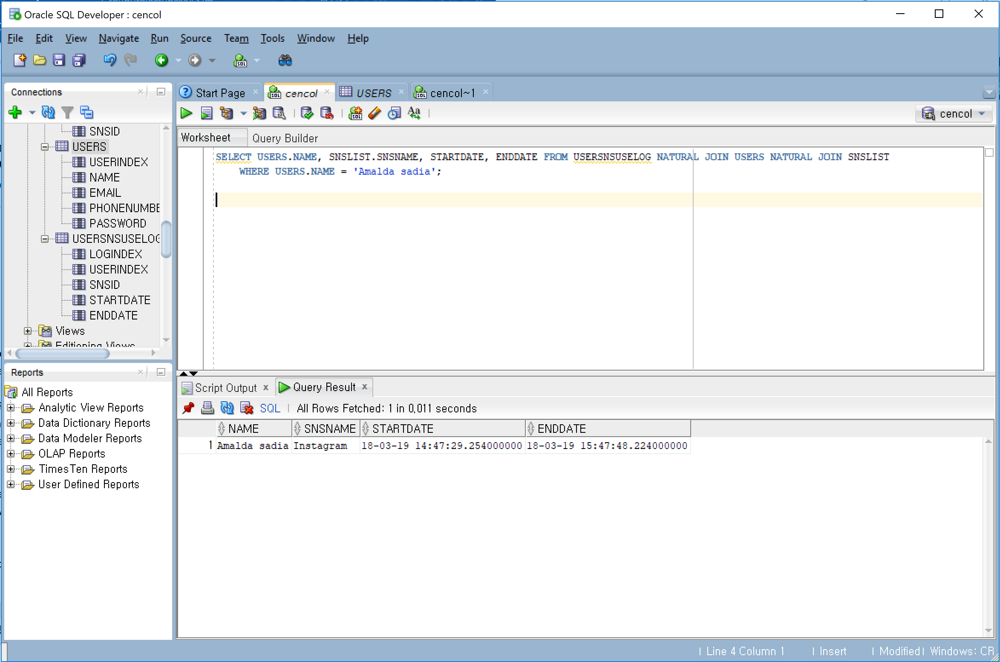 Oracle SQL Developer : cencol
File Edit View Navigate Run Source Team Tools Window Help
Connections
SNSID
USERS
USERINDEX
NAME
EMAIL
PHONENUMBE
PASSWORD
USERSNSUSELOG
LOGINDEX
USERINDEX
SNSID
STARTDATE
ENDDATE
Views
Editioning Views
Reports
All Reports
Analytic View Reports
Data Dictionary Reports
Data Modeler Reports
OLAP Reports
TimesTen Reports
User Defined Reports
Start Page cencol USERS cencol~1
cencol
Worksheet Query Builder
SELECT USERS.NAME, SNSLIST.SNSNAME, STARTDATE, ENDDATE FROM USERSNSUSELOG NATURAL JOIN USERS NATURAL JOIN SNSLIST
WHERE USERS.NAME = 'Amalda sadia';
Script Output Query Result
SQL All Rows Fetched: 1 in 0,011 seconds
NAME SNSNAME STARTDATE ENDDATE
1 Amalda sadia Instagram 18-03-19 14:47:29.254000000 18-03-19 15:47:48.224000000
Line 4 Column 1 Insert Modified Windows: CR